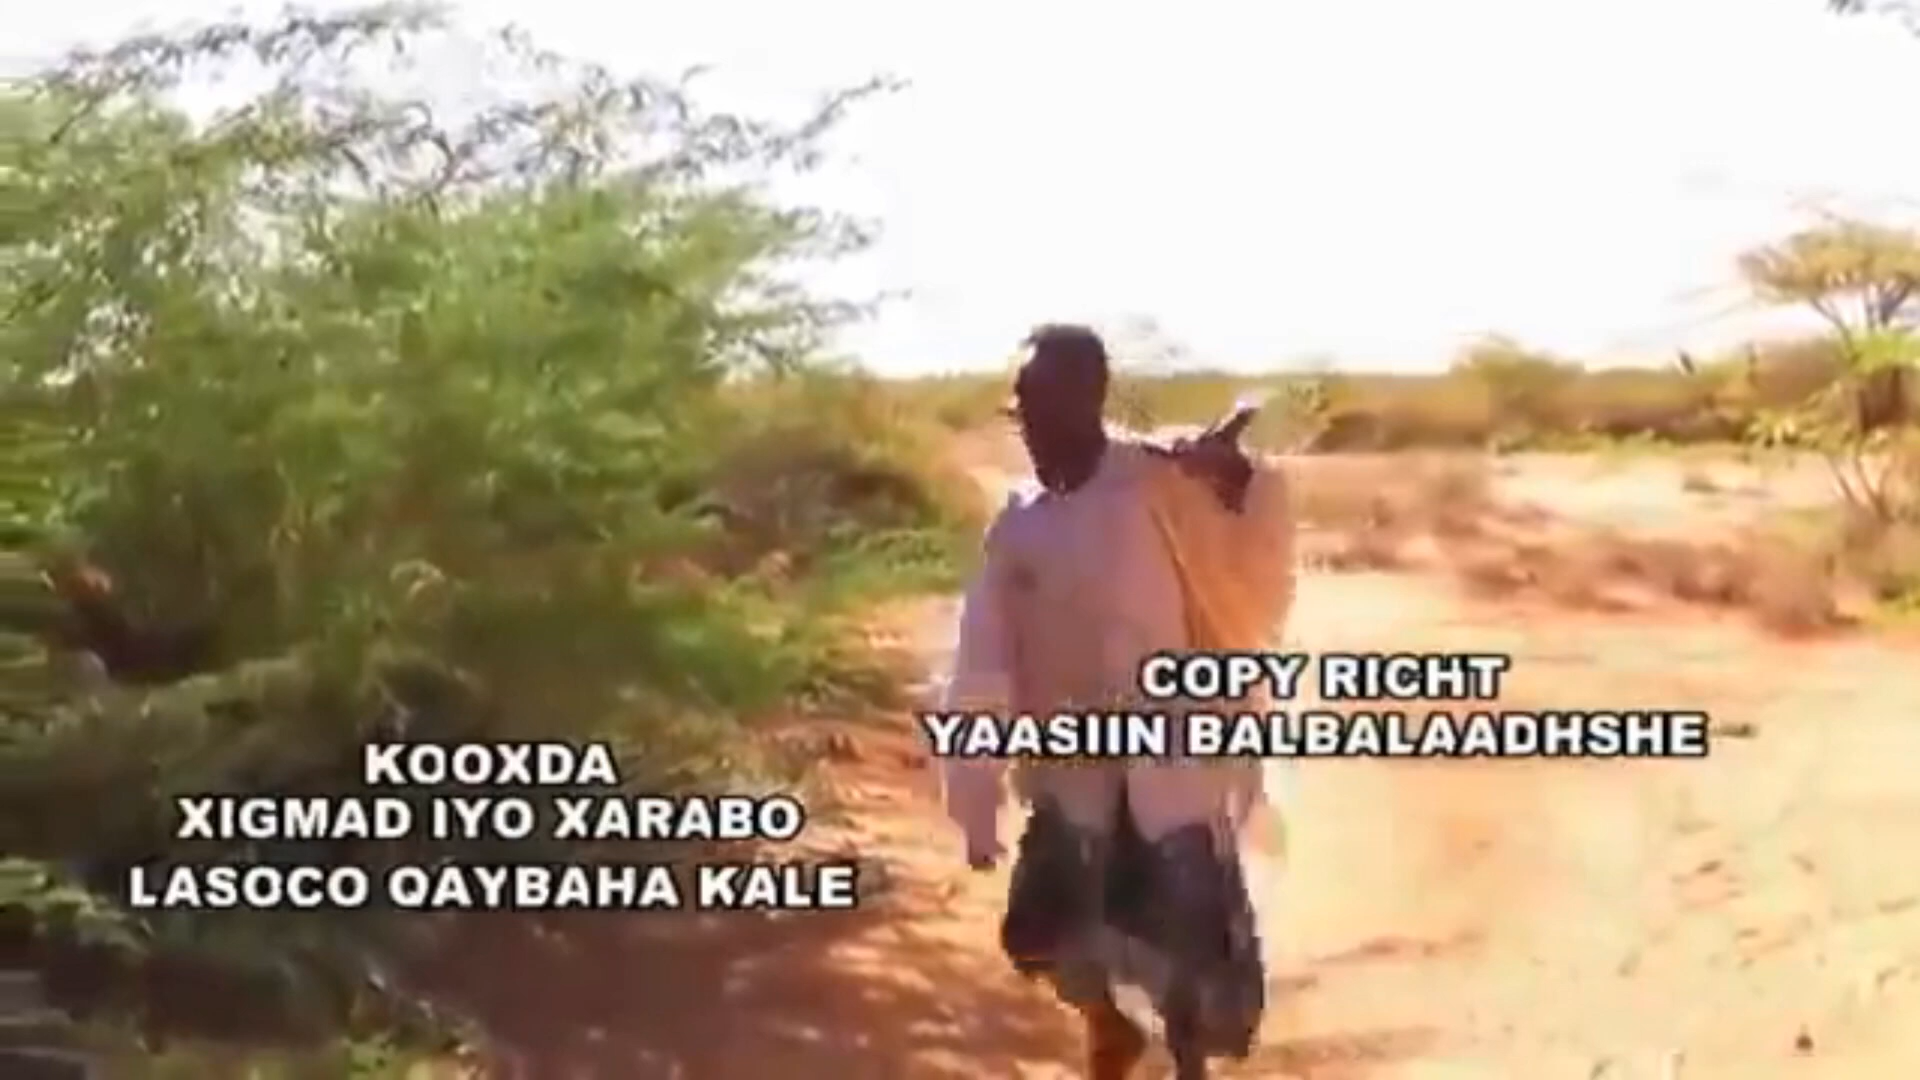 COPY RICHT
YAASIIN BALBALAADHSHE
KOOXDA
XIGMAD IYO XARABO
LASOCO QAYBAHA KALE